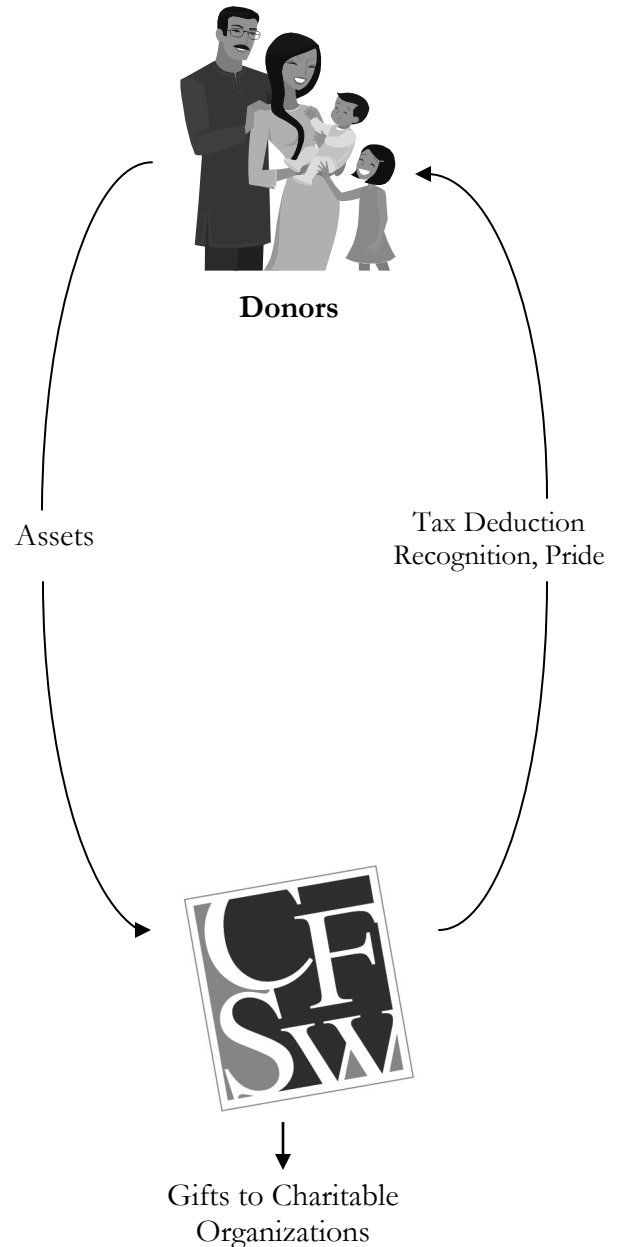 Donors
Assets
Tax Deduction
Recognition, Pride
CF
SW
Gifts to Charitable
Organizations